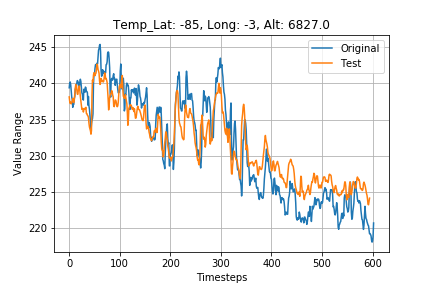 Temp_Lat: -85, Long: -3, Alt: 6827.0
Value Range
245
240
235
230
225
220
Original
Test
0 100 200 300 400 500 600
Timesteps